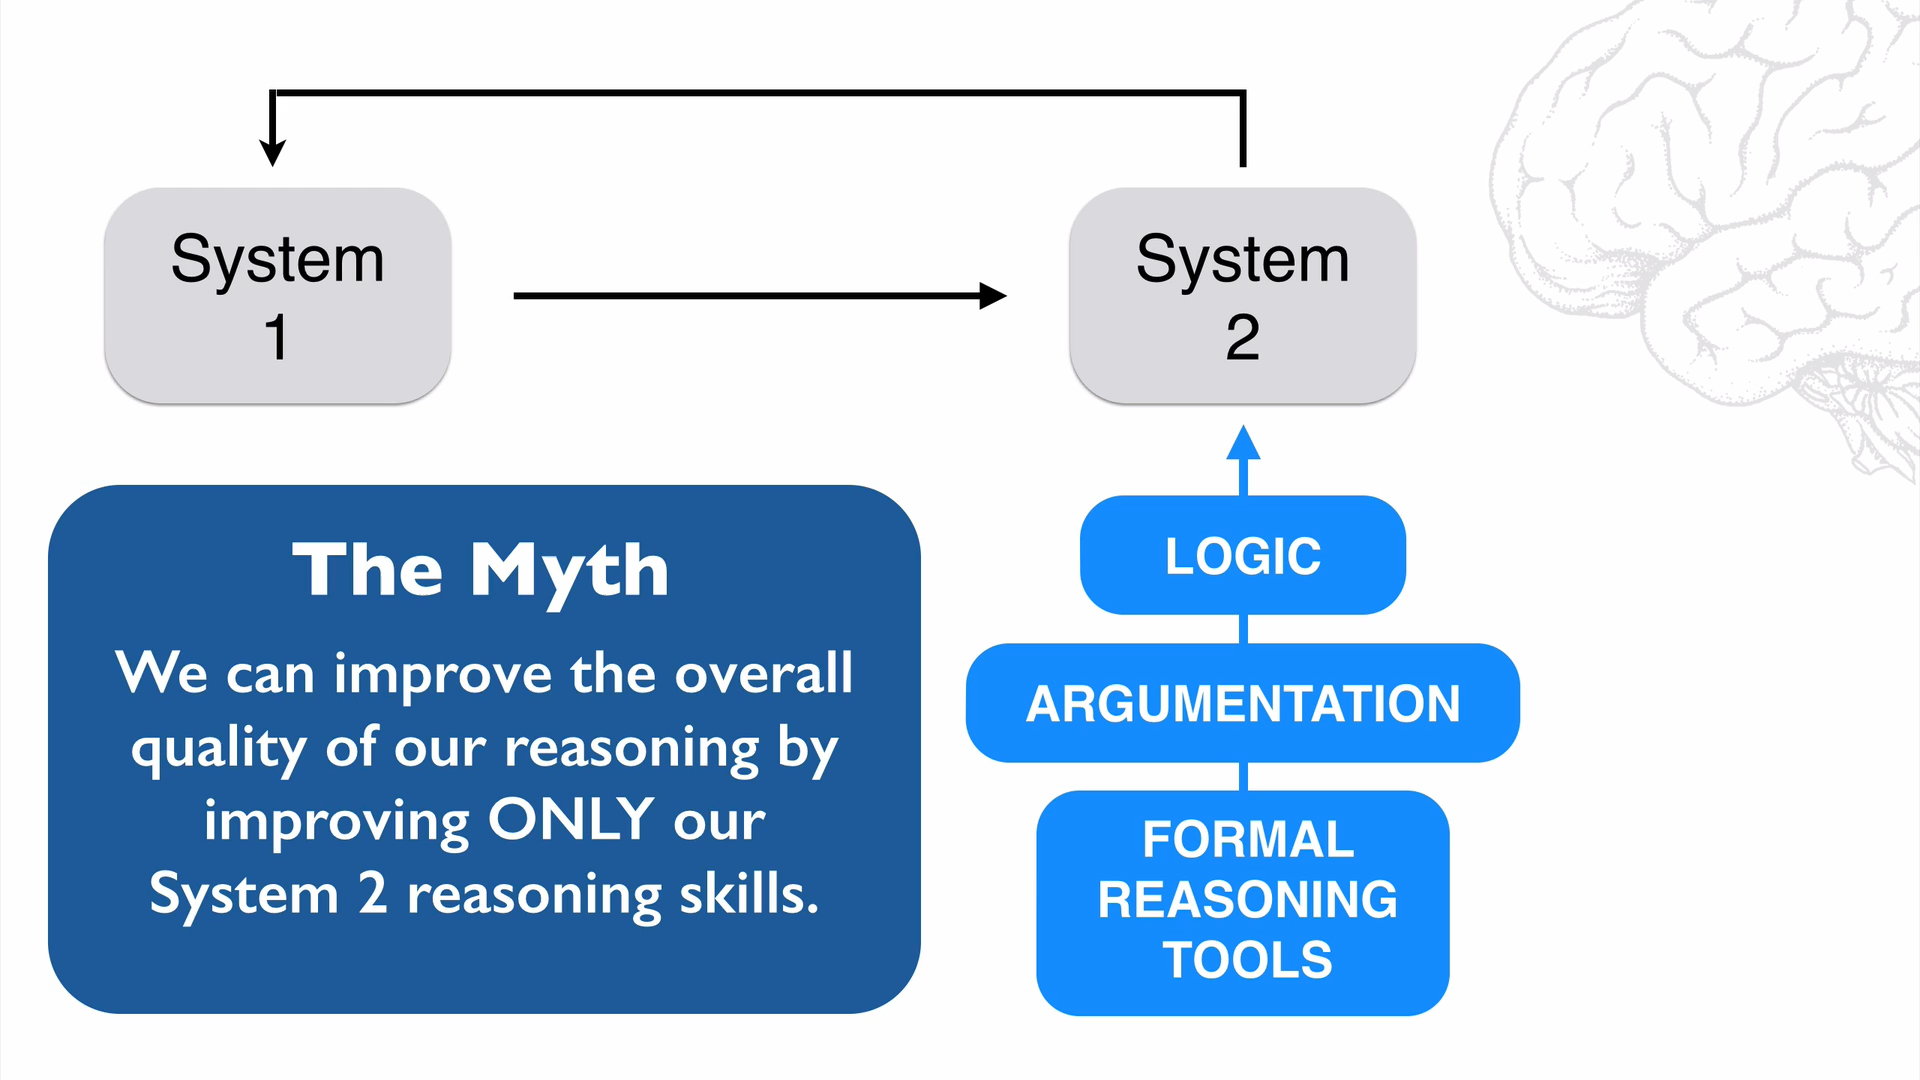 System
1
System
2
The Myth
We can improve the overall
quality of our reasoning by
improving ONLY our
System 2 reasoning skills.
LOGIC
ARGUMENTATION
FORMAL
REASONING
TOOLS